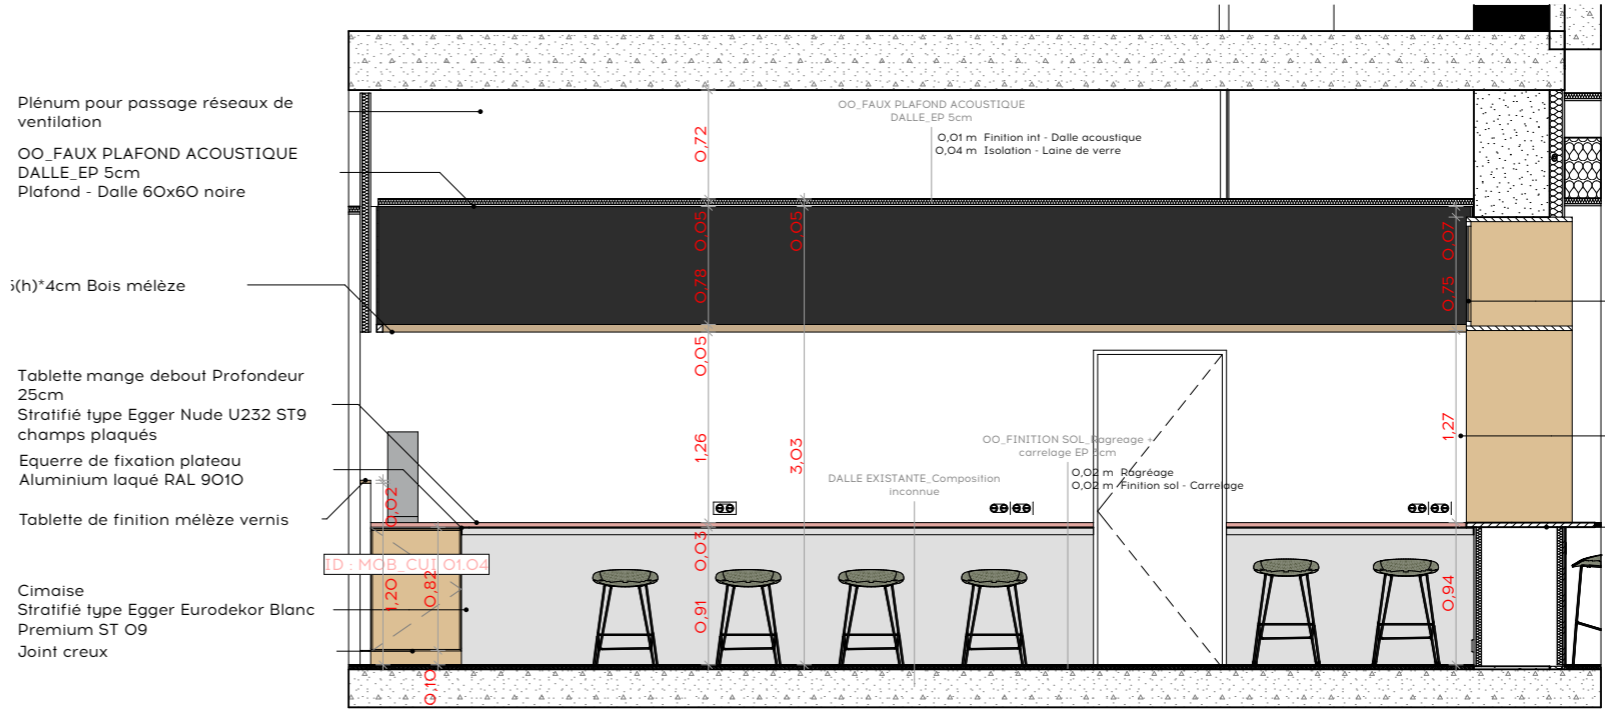 Plénum pour passage réseaux de
ventilation
OO_FAUX PLAFOND ACOUSTIQUE
DALLE_EP 5cm
Plafond - Dalle 60x60 noire
(h)*4cm Bois mélèze
Tablette mange debout Profondeur
25cm
Stratifié type Egger Nude U232 ST9
champs plaqués
Equerre de fixation plateau
Aluminium laqué RAL 9010
Tablette de finition mélèze vernis
ID : MOB_CUI 01.04
Cimaise
Stratifié type Egger Eurodekor Blanc
Premium ST 09
Joint creux
OO_FAUX PLAFOND ACOUSTIQUE
DALLE_EP 5cm
0,01 m Finition int - Dalle acoustique
0,04 m Isolation - Laine de verre
OO_FINITION SOL_Ragreage +
carrelage EP cm
0,02 m Ragréage
0,02 m Finition sol - Carrelage
DALLE EXISTANTE_Composition
inconnue
0,72
0,05
0,78
0,05
1,26
0,03
0,91
0,05
3,03
0,07
0,75
1,27
0,94
0,02
1,20
0,82
0,10